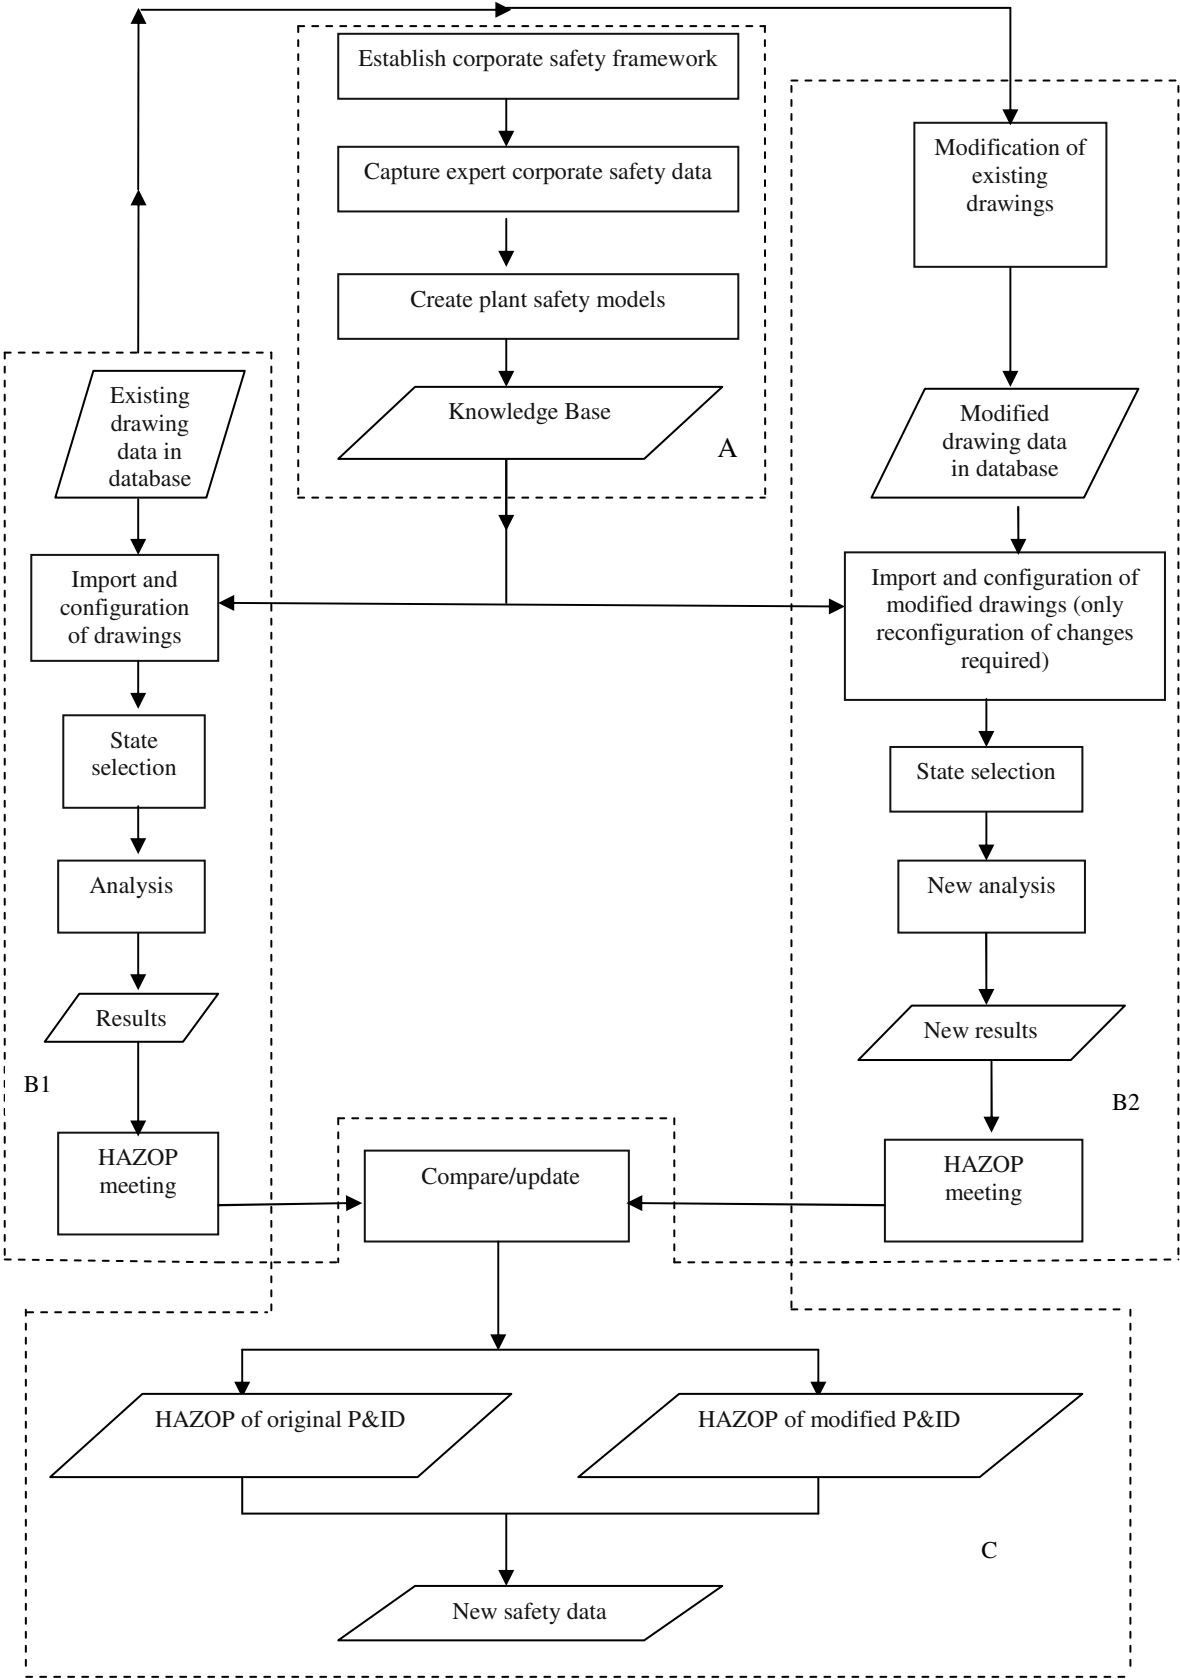 Establish corporate safety framework
Capture expert corporate safety data
Create plant safety models
Knowledge Base
A
Existing
drawing
data in
database
Import and
configuration
of drawings
State
selection
Analysis
Results
B1
HAZOP
meeting
Modification of
existing
drawings
Modified
drawing data
in database
Import and configuration of
modified drawings (only
reconfiguration of changes
required)
State selection
New analysis
New results
B2
HAZOP
meeting
Compare/update
HAZOP of original P&ID
HAZOP of modified P&ID
C
New safety data